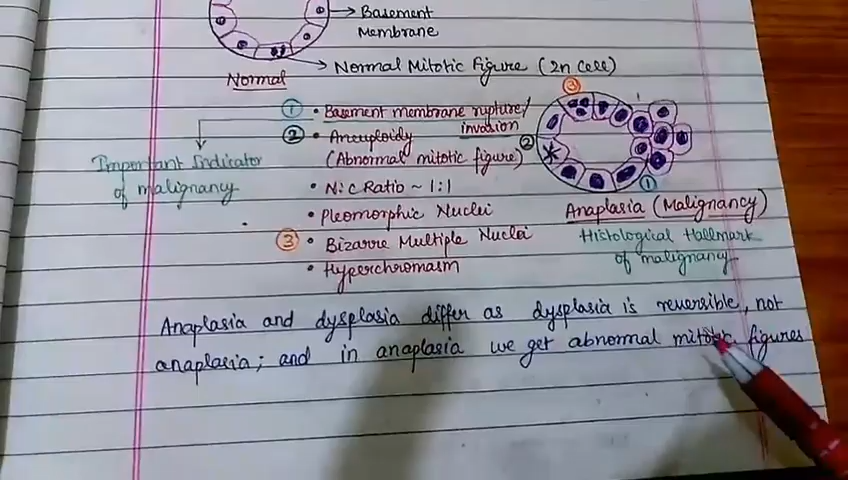 Basement
Membrane
Normal Mitotic Figure (2n cell)
Normal
① • Basement membrane rupture/
invasion
② • Aneuploidy
(Abnormal mitotic figure)
• N:C Ratio ~ 1:1
• Pleomorphic Nuclei
③ • Bizarre Multiple Nuclei
• Hyperchromasm
Important Indicator
of malignancy
③
②
①
Anaplasia (Malignancy)
Histological Hallmark
of malignancy
Anaplasia and dysplasia differ as dysplasia is reversible, not
anaplasia; and in anaplasia we get abnormal mitotic figures